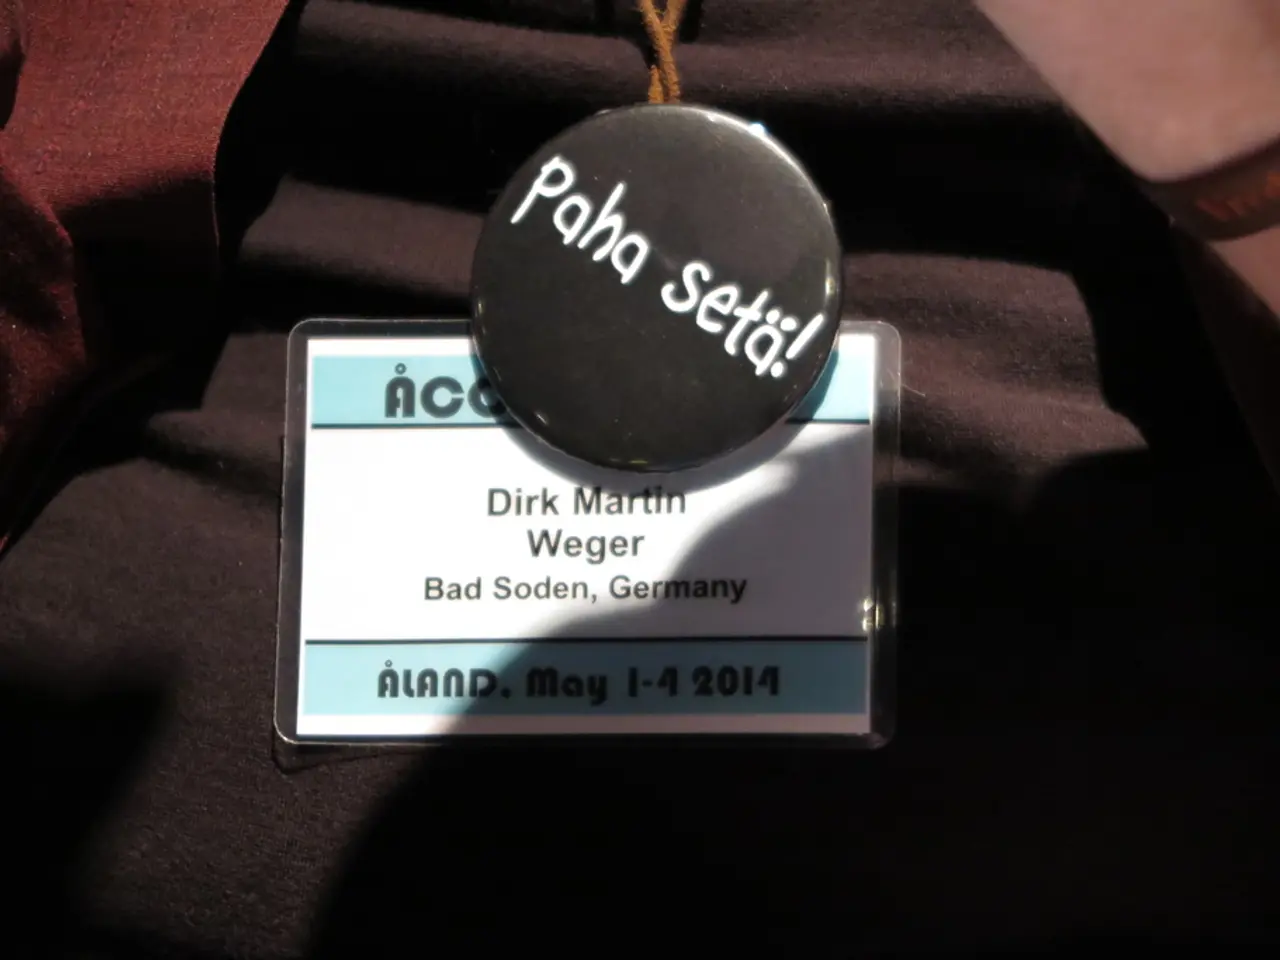 Paha setä!
ÅCC
Dirk Martin
Weger
Bad Soden, Germany
ÅLAND, May 1-4 2014